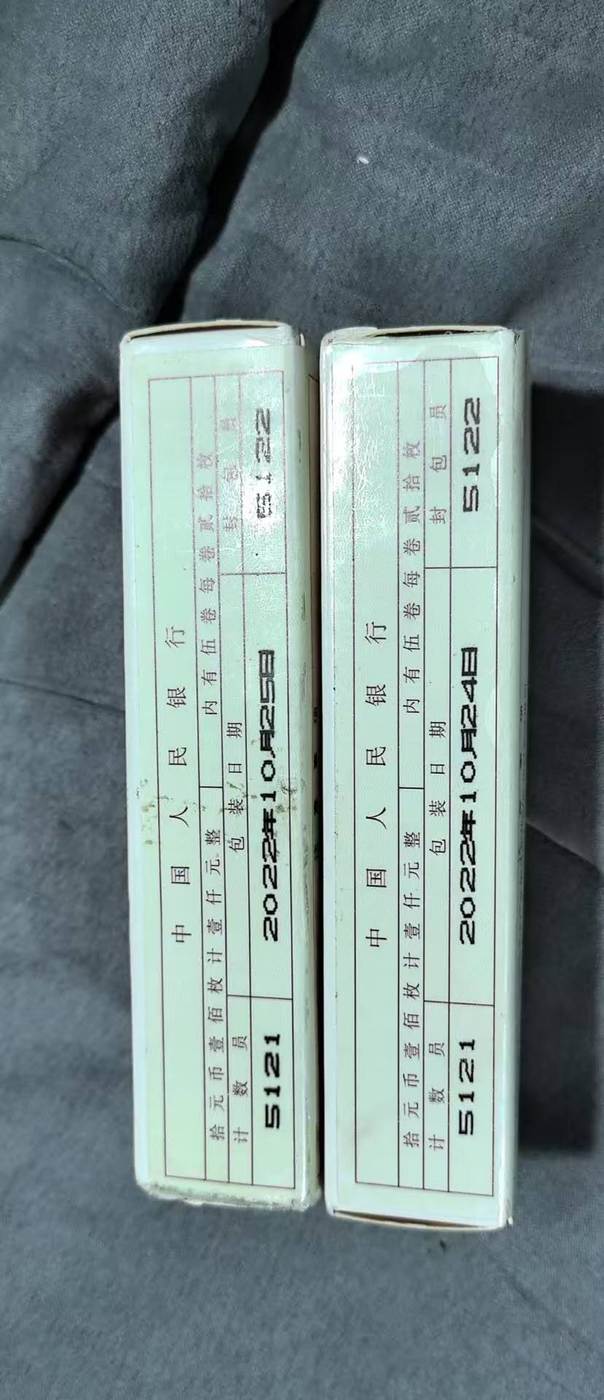 中国人民银行
拾元币壹佰枚计壹仟元整 内有伍卷每卷贰拾枚
计数员 包装日期 封包员
5121 2022年10月25日 5122
中国人民银行
拾元币壹佰枚计壹仟元整 内有伍卷每卷贰拾枚
计数员 包装日期 封包员
5121 2022年10月24日 5122